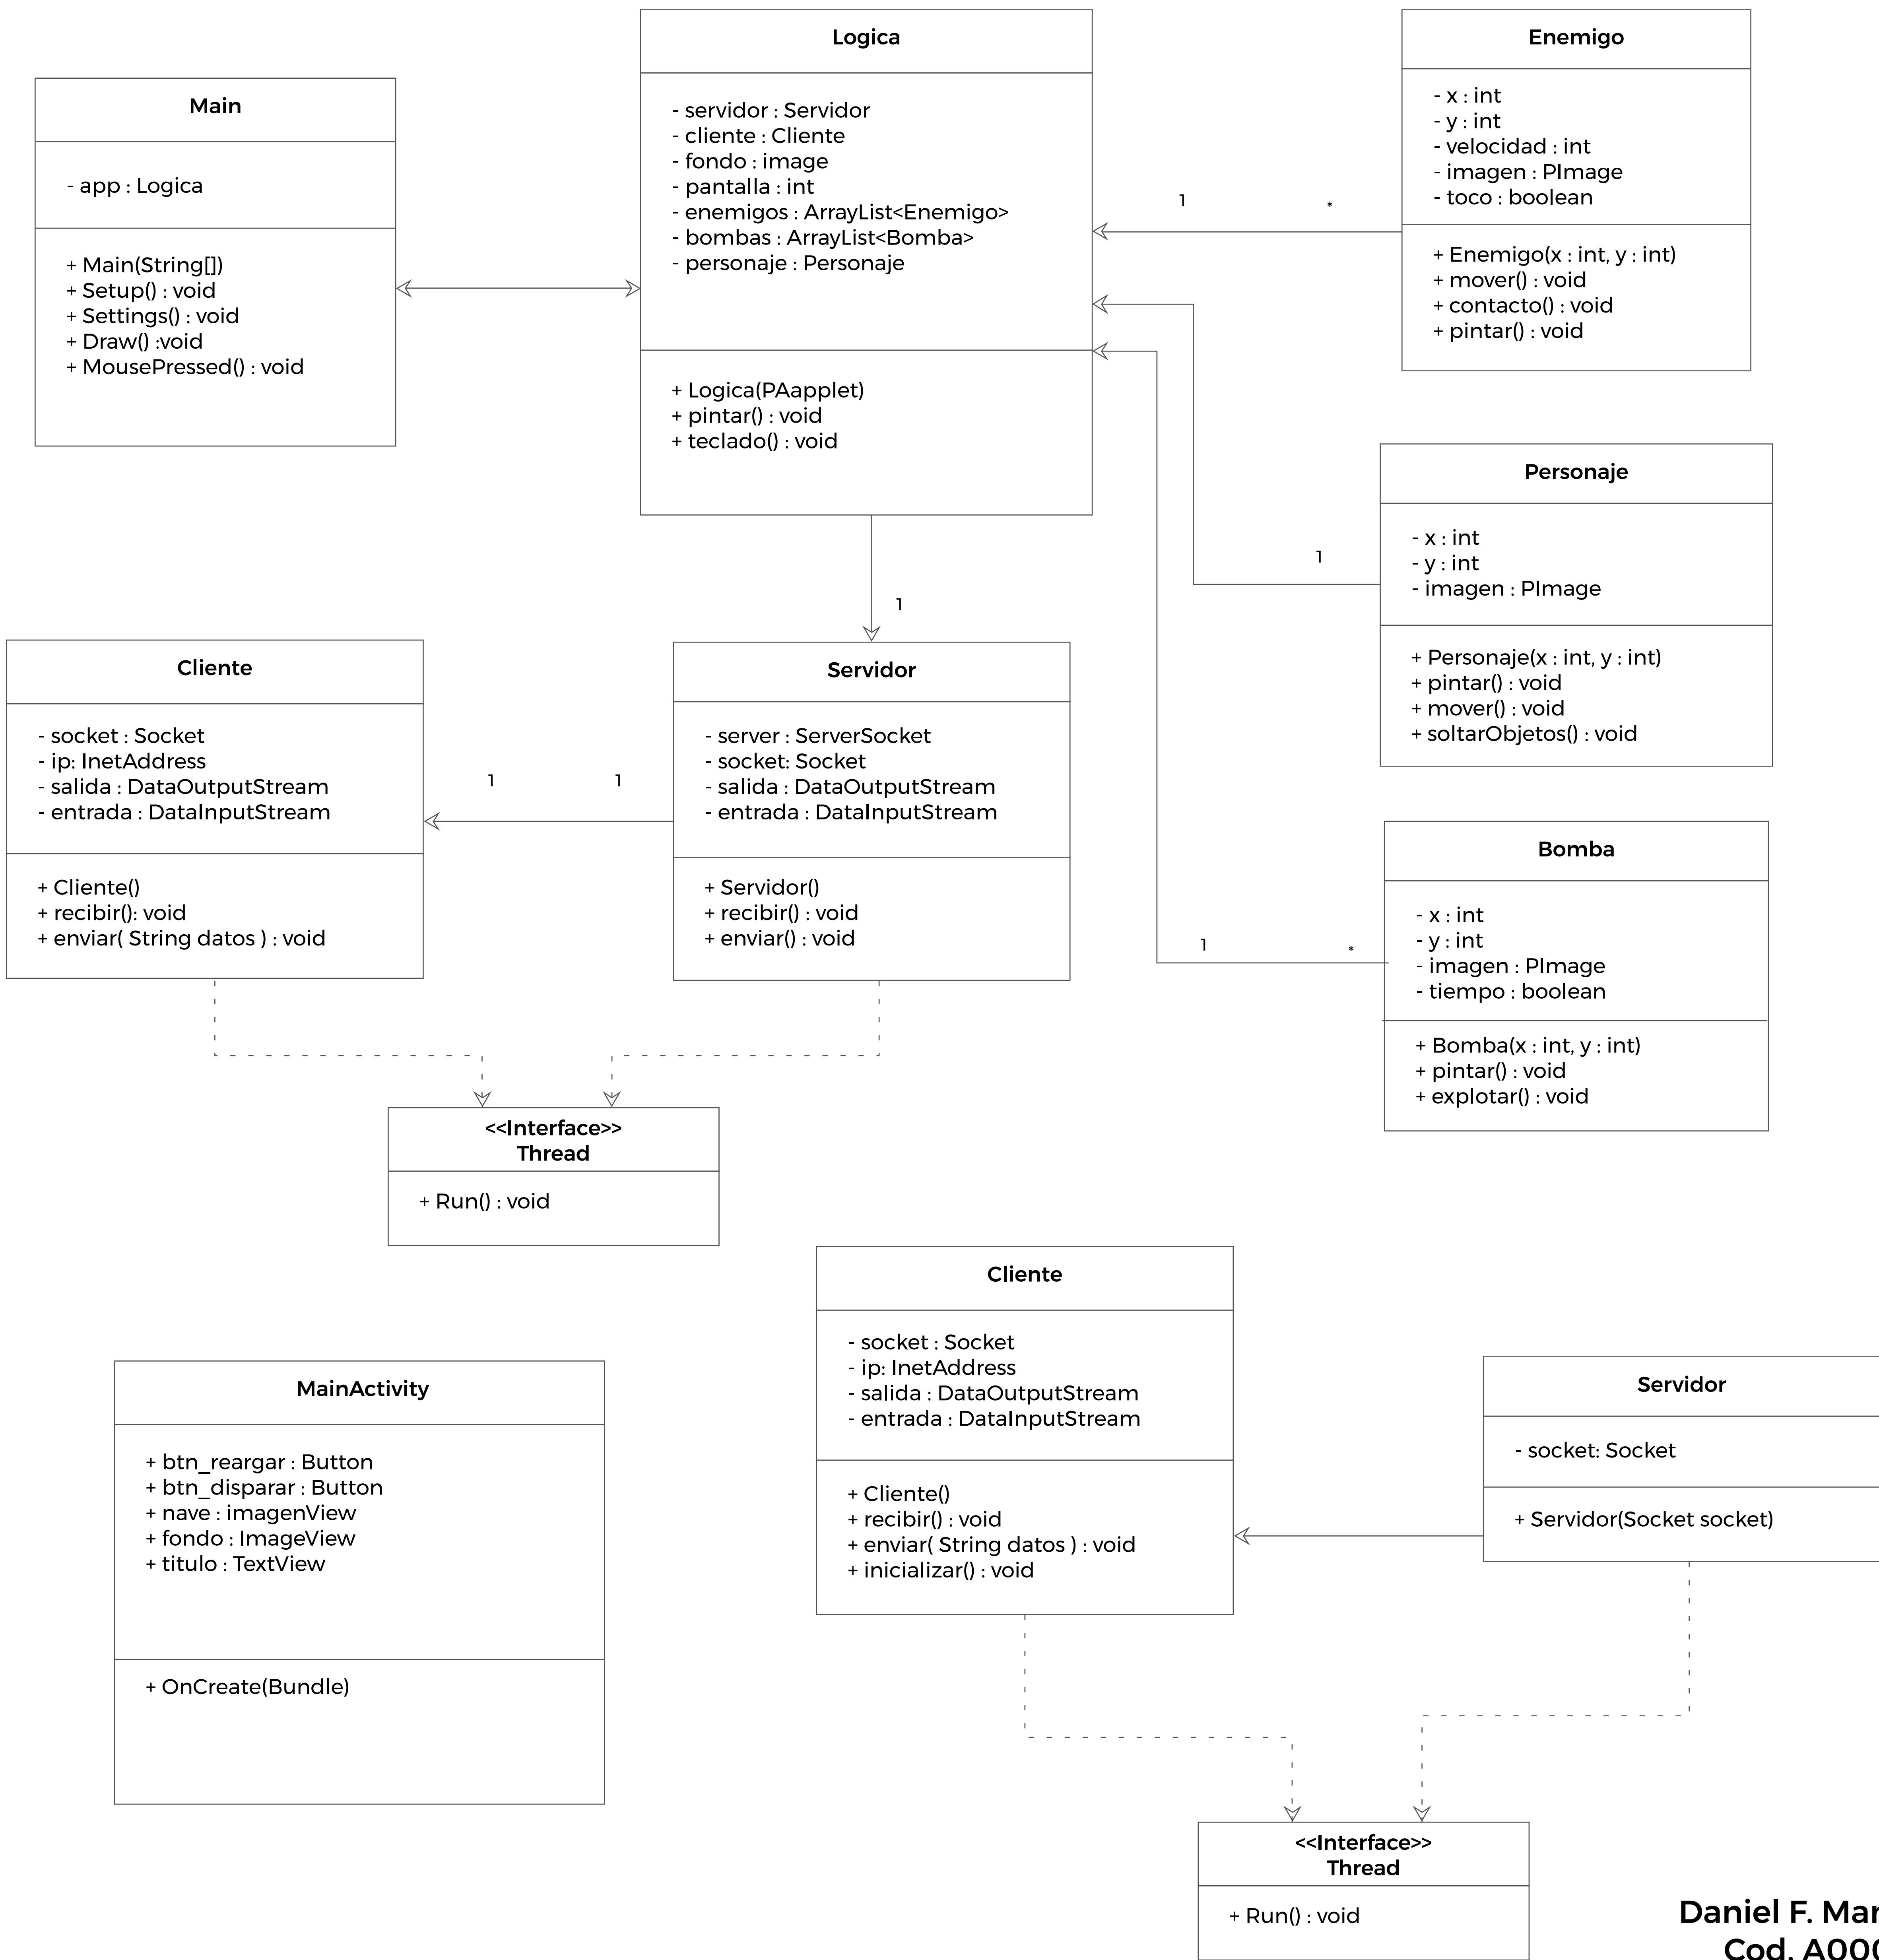 Main
- app : Logica
+ Main(String[])
+ Setup() : void
+ Settings() : void
+ Draw() :void
+ MousePressed() : void
Logica
- servidor : Servidor
- cliente : Cliente
- fondo : image
- pantalla : int
- enemigos : ArrayList<Enemigo>
- bombas : ArrayList<Bomba>
- personaje : Personaje
+ Logica(PAapplet)
+ pintar() : void
+ teclado() : void
Enemigo
- x : int
- y : int
- velocidad : int
- imagen : PImage
- toco : boolean
+ Enemigo(x : int, y : int)
+ mover() : void
+ contacto() : void
+ pintar() : void
1
*
Personaje
- x : int
- y : int
- imagen : PImage
+ Personaje(x : int, y : int)
+ pintar() : void
+ mover() : void
+ soltarObjetos() : void
1
1
Cliente
- socket : Socket
- ip: InetAddress
- salida : DataOutputStream
- entrada : DataInputStream
+ Cliente()
+ recibir(): void
+ enviar( String datos ) : void
1
1
Servidor
- server : ServerSocket
- socket: Socket
- salida : DataOutputStream
- entrada : DataInputStream
+ Servidor()
+ recibir() : void
+ enviar() : void
1
*
Bomba
- x : int
- y : int
- imagen : PImage
- tiempo : boolean
+ Bomba(x : int, y : int)
+ pintar() : void
+ explotar() : void
<<Interface>>
Thread
+ Run() : void
MainActivity
+ btn_reargar : Button
+ btn_disparar : Button
+ nave : imagenView
+ fondo : ImageView
+ titulo : TextView
+ OnCreate(Bundle)
Cliente
- socket : Socket
- ip: InetAddress
- salida : DataOutputStream
- entrada : DataInputStream
+ Cliente()
+ recibir() : void
+ enviar( String datos ) : void
+ inicializar() : void
Servidor
- socket: Socket
+ Servidor(Socket socket)
<<Interface>>
Thread
+ Run() : void
Daniel F. Mar
Cod. A000